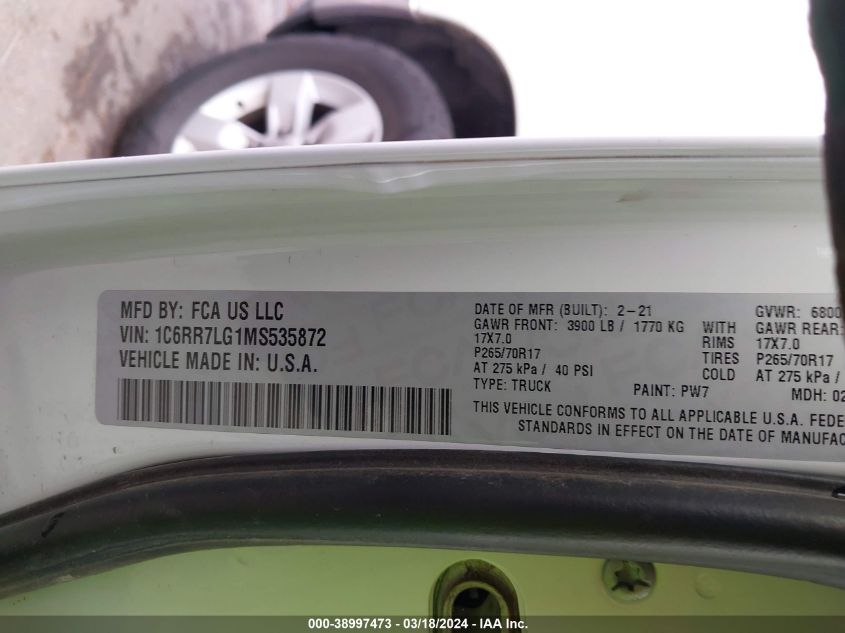 MFD BY: FCA US LLC
VIN: 1C6RR7LG1MS535872
VEHICLE MADE IN: U.S.A.
DATE OF MFR (BUILT): 2-21
GVWR: 6800
GAWR FRONT: 3900 LB / 1770 KG WITH GAWR REAR:
17X7.0 RIMS 17X7.0
P265/70R17 TIRES P265/70R17
AT 275 kPa / 40 PSI COLD AT 275 kPa /
TYPE: TRUCK PAINT: PW7 MDH: 02
THIS VEHICLE CONFORMS TO ALL APPLICABLE U.S.A. FEDE
STANDARDS IN EFFECT ON THE DATE OF MANUFAC
000-38997473 - 03/18/2024 - IAA Inc.